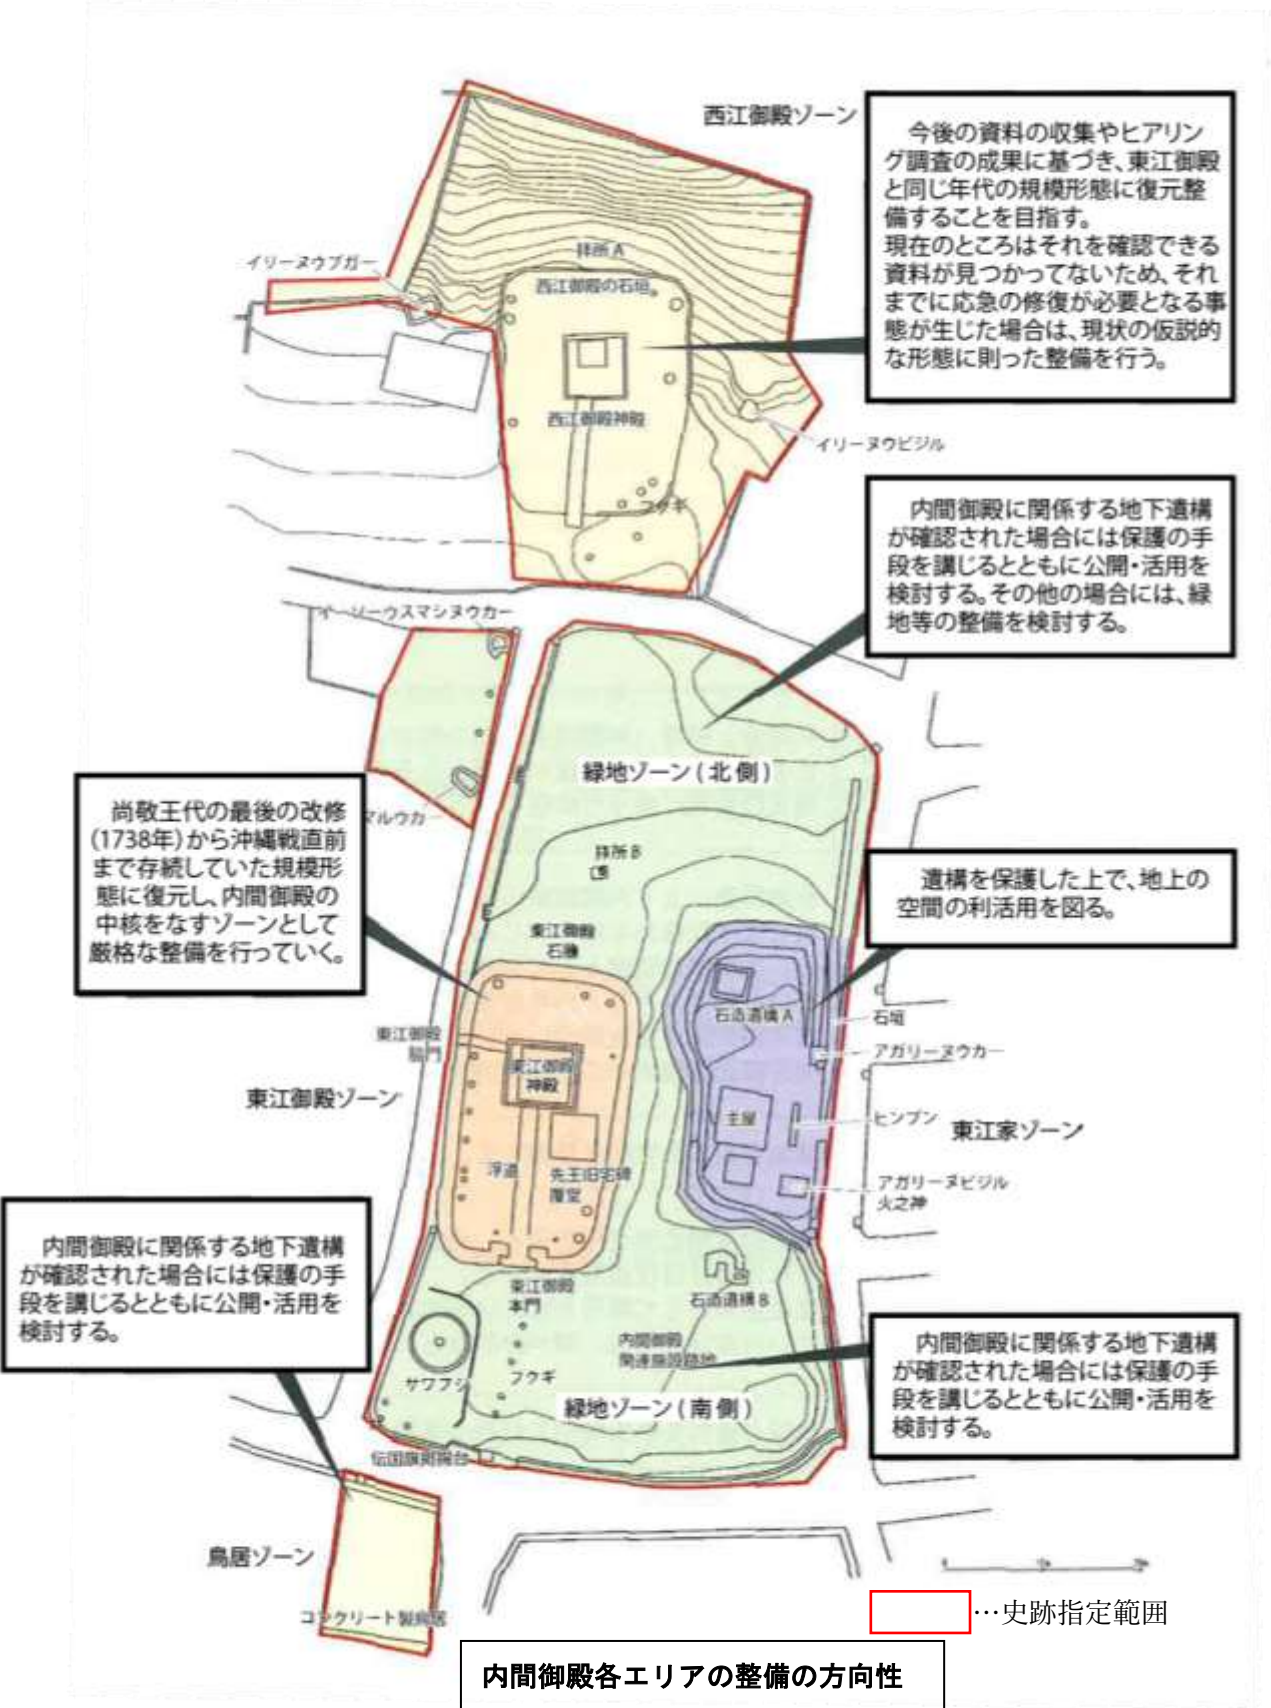 西江御殿ゾーン
今後の資料の収集やヒアリン
グ調査の成果に基づき、東江御殿
と同じ年代の規模形態に復元整
備することを目指す。
現在のところはそれを確認できる
資料が見つかってないため、それ
までに応急の修復が必要となる事
態が生じた場合は、現状の仮説的
な形態に則った整備を行う。
イリーヌウブガー
拝所A
西江御殿の石垣
西江御殿神殿
イリーヌウビジル
フクギ
内間御殿に関係する地下遺構
が確認された場合には保護の手
段を講じるとともに公開・活用を
検討する。その他の場合には、緑
地等の整備を検討する。
緑地ゾーン(北側)
尚敬王代の最後の改修
(1738年)から沖縄戦直前
まで存続していた規模形
態に復元し、内間御殿の
中核をなすゾーンとして
厳格な整備を行っていく。
マルウカー
拝所B
遺構を保護した上で、地上の
空間の利活用を図る。
東江御殿
石垣
石造遺構A
石垣
東江御殿
脇門
アガリーヌウカー
東江御殿
神殿
東江御殿ゾーン
主屋
ヒンプン
東江家ゾーン
浮道
先王旧宅碑
覆堂
アガリーヌビジル
火之神
内間御殿に関係する地下遺構
が確認された場合には保護の手
段を講じるとともに公開・活用を
検討する。
東江御殿
本門
石造遺構B
内間御殿
関連施設跡地
サワフジ
フクギ
緑地ゾーン(南側)
内間御殿に関係する地下遺構
が確認された場合には保護の手
段を講じるとともに公開・活用を
検討する。
伝国旗掲揚台
鳥居ゾーン
コンクリート製鳥居
…史跡指定範囲
内間御殿各エリアの整備の方向性